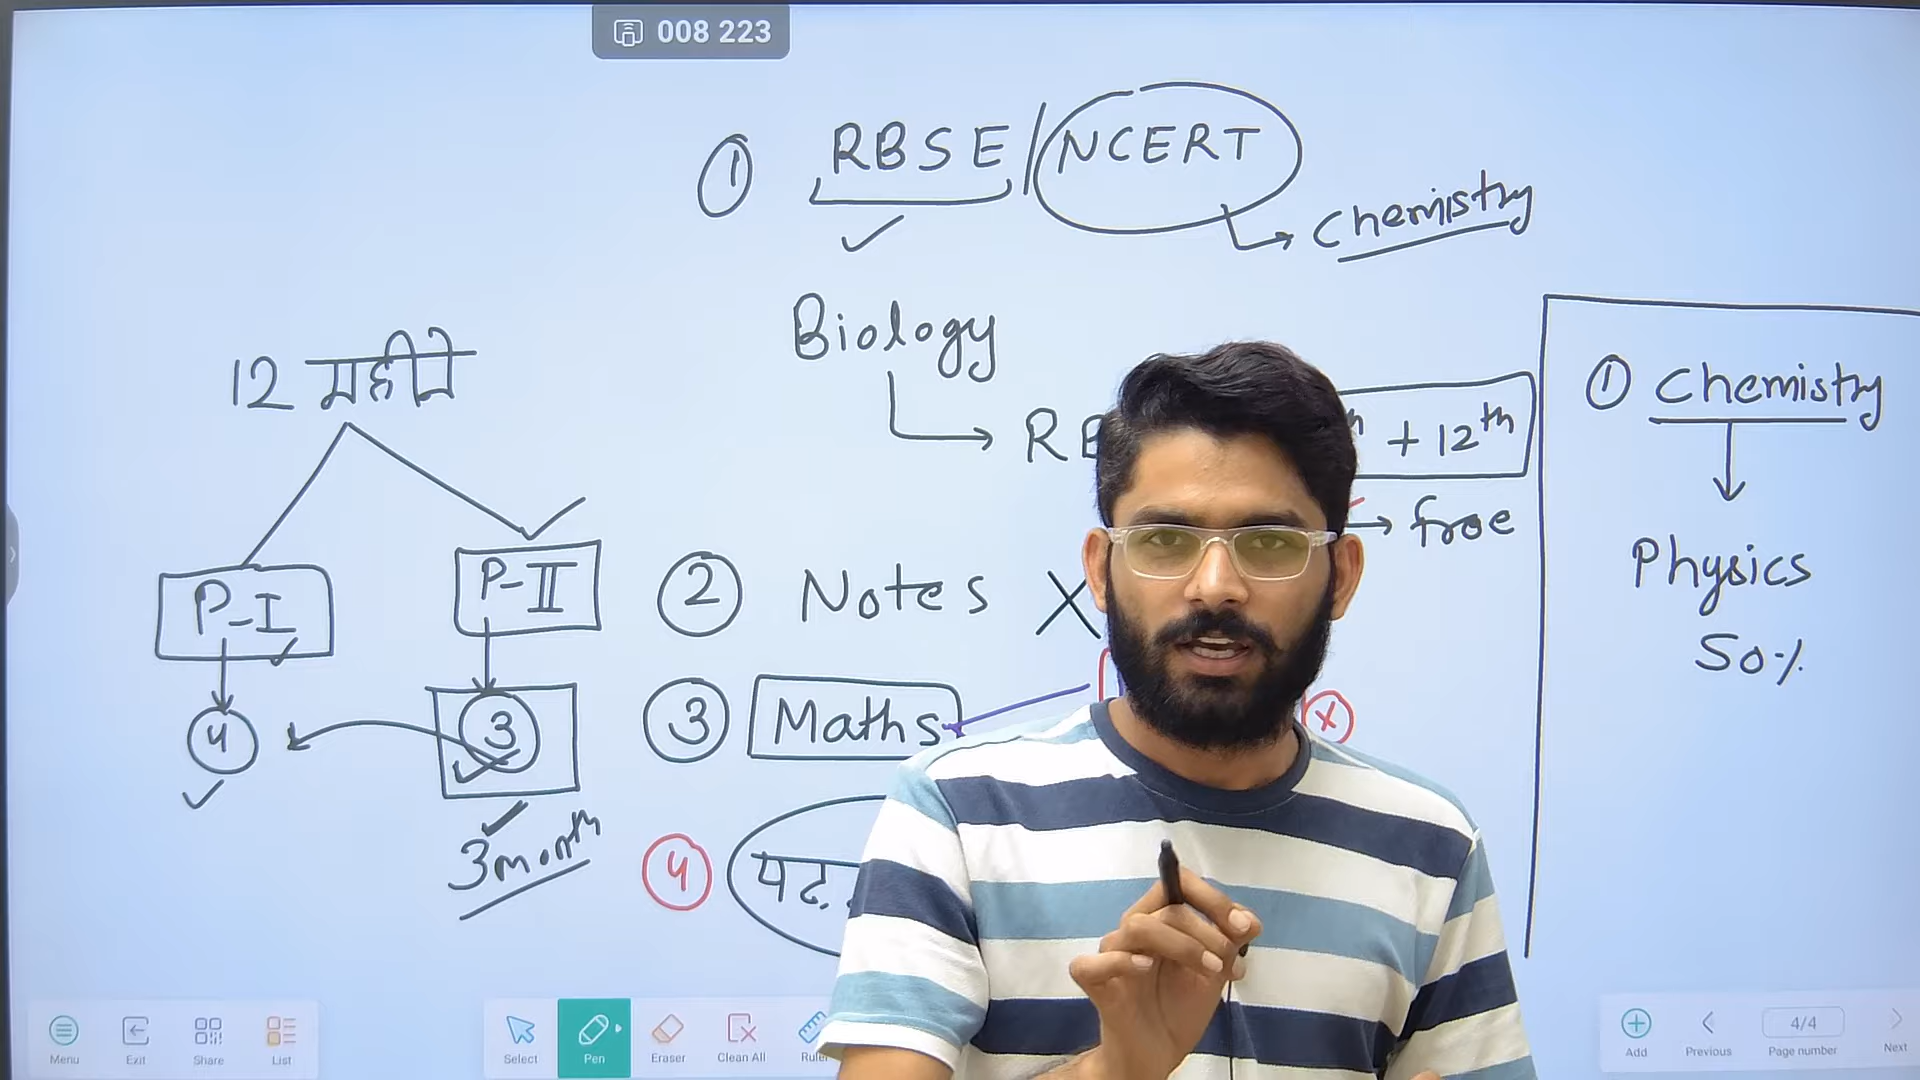 008 223
① RBSE / NCERT
→ Chemistry
Biology
→ RB + 12th
→ free
12 महीने
P-I
P-II
4
3
3 month
② Notes X
③ Maths
x
④ पढ़
① Chemistry
↓
Physics
50%
Menu
Exit
Share
List
Select
Pen
Eraser
Clean All
Ruler
Add
Previous
4/4
Page number
Next